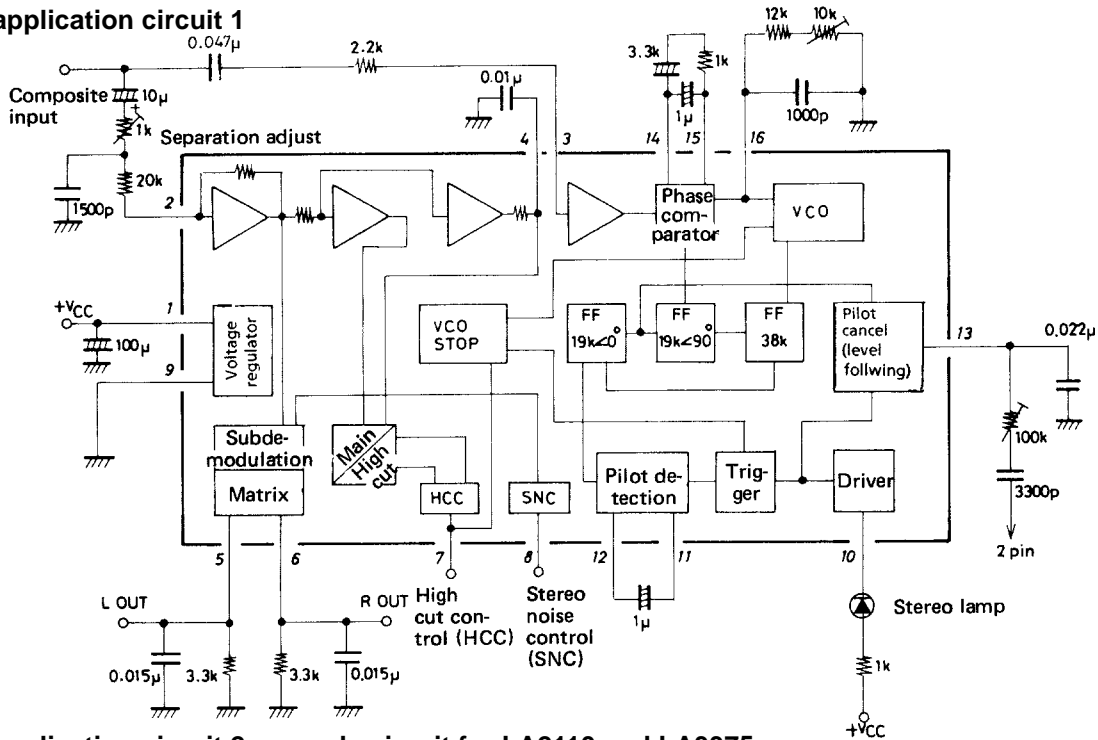 application circuit 1
0.047µ
2.2k
12k
10k
3.3k
1k
0.01µ
Composite
input
10µ
+
1k
1µ
1000p
Separation adjust
4
3
14
15
16
20k
1500p
2
Phase
com-
parator
VCO
+VCC
1
100µ
9
Voltage
regulator
VCO
STOP
FF
19k∠0°
FF
19k∠90°
FF
38k
Pilot
cancel
(level
follwing)
13
0.022µ
100k
3300p
2 pin
Subde-
modulation
Matrix
Main
High
cut
HCC
SNC
Pilot de-
tection
Trig-
ger
Driver
5
6
7
8
12
11
10
L OUT
R OUT
High
cut con-
trol (HCC)
Stereo
noise
control
(SNC)
1µ
Stereo lamp
0.015µ
3.3k
3.3k
0.015µ
1k
+VCC